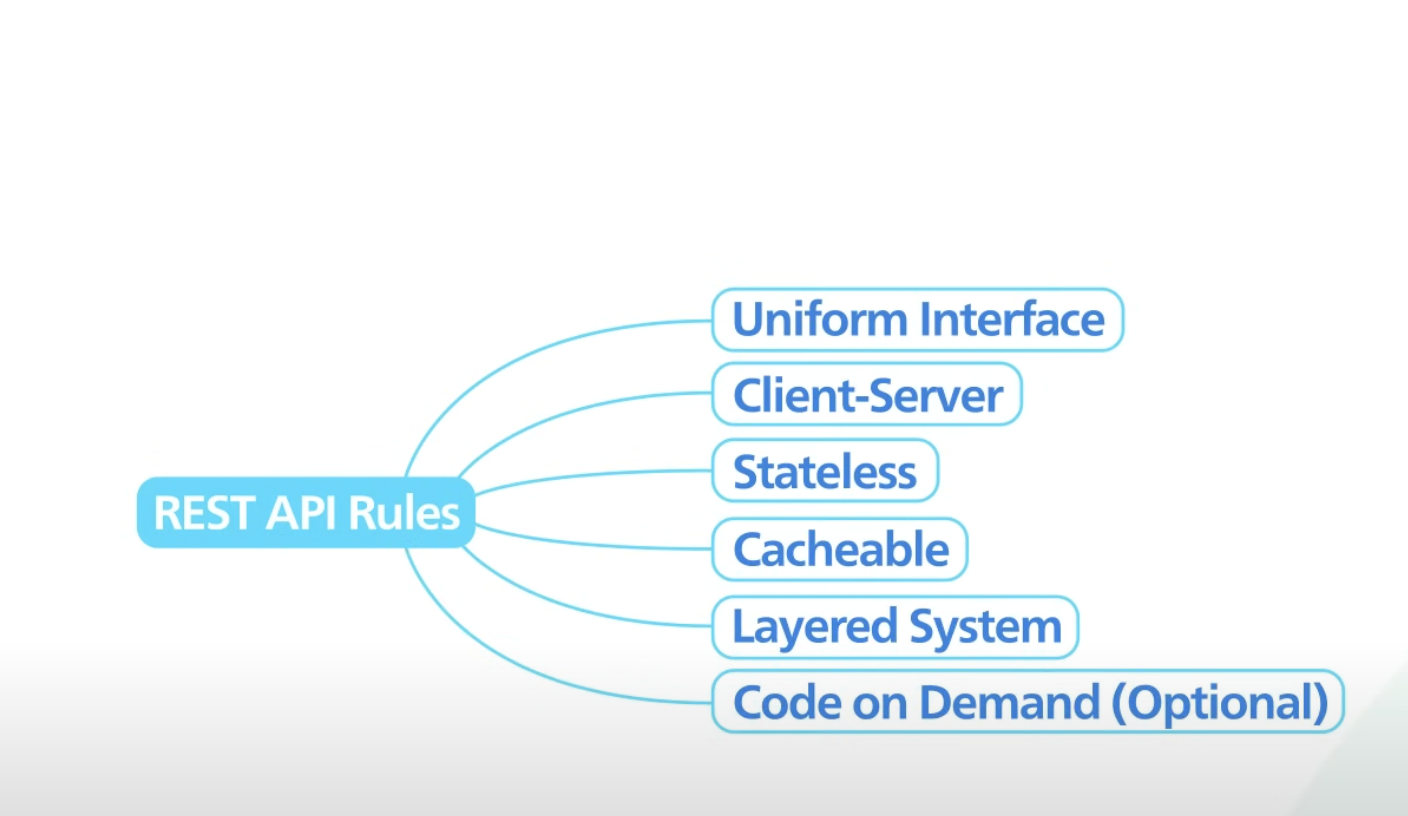 REST API Rules
Uniform Interface
Client-Server
Stateless
Cacheable
Layered System
Code on Demand (Optional)